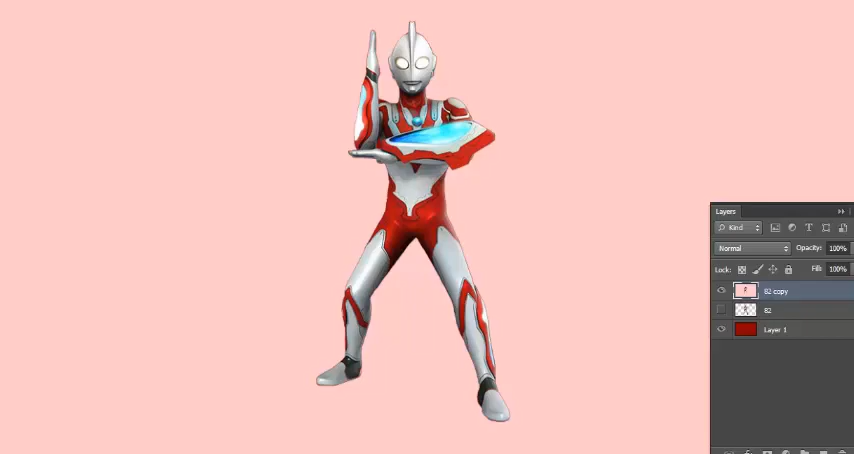 Layers
Kind
Normal
Opacity: 100%
Lock:
Fill: 100%
82 copy
82
Layer 1